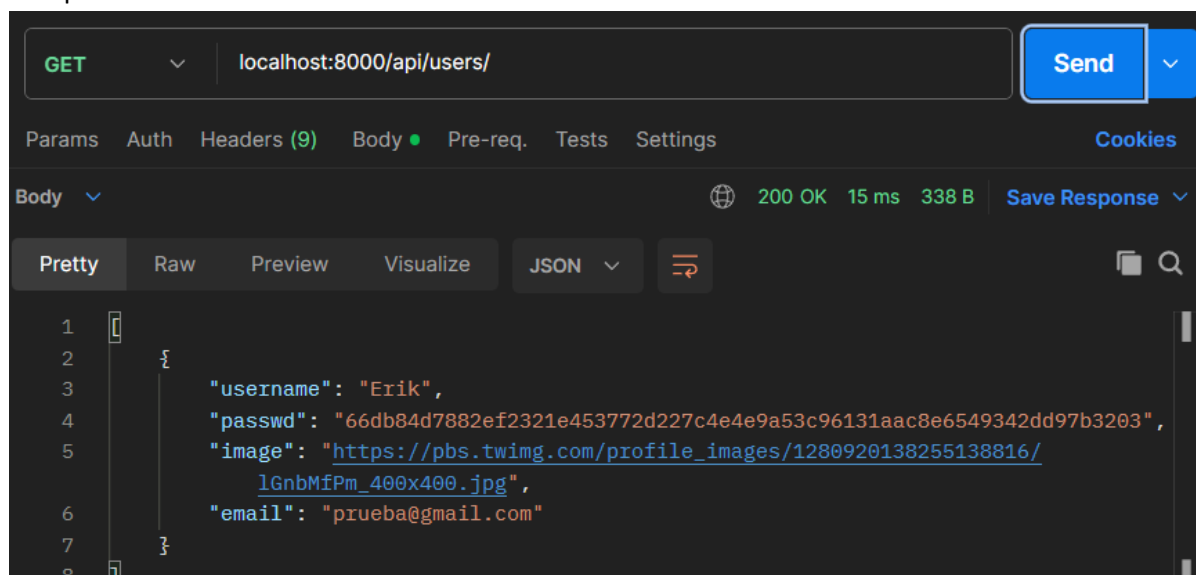 GET localhost:8000/api/users/ Send
Params Auth Headers (9) Body Pre-req. Tests Settings Cookies
Body 200 OK 15 ms 338 B Save Response
Pretty Raw Preview Visualize JSON
1 [
2 {
3 "username": "Erik",
4 "passwd": "66db84d7882ef2321e453772d227c4e4e9a53c96131aac8e6549342dd97b3203",
5 "image": "https://pbs.twimg.com/profile_images/1280920138255138816/
lGnbMfPm_400x400.jpg",
6 "email": "prueba@gmail.com"
7 }
8 ]